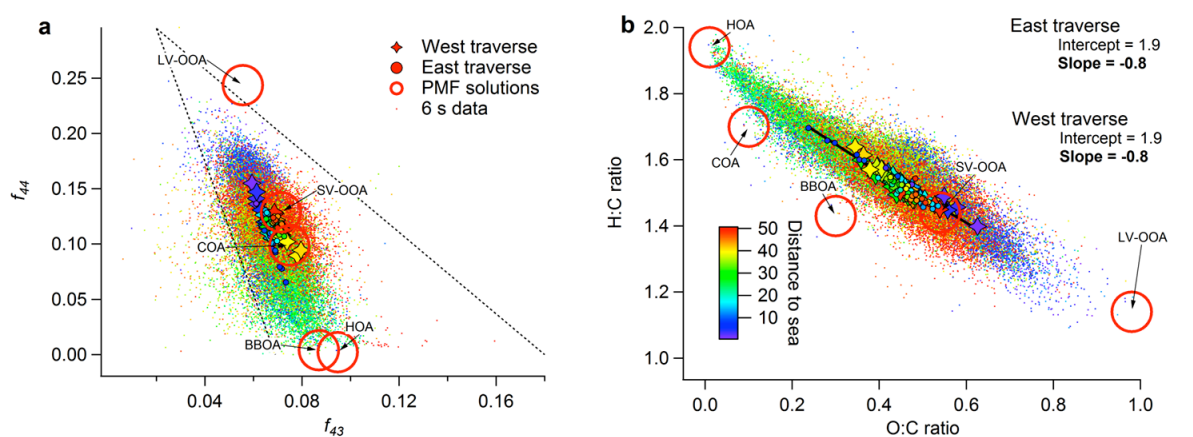 a
LV-OOA
West traverse
East traverse
PMF solutions
6 s data
SV-OOA
COA
BBOA
HOA
0.25
0.20
0.15
0.10
0.05
0.00
f44
0.04
0.08
0.12
0.16
f43
b
HOA
East traverse
Intercept = 1.9
Slope = -0.8
West traverse
Intercept = 1.9
Slope = -0.8
COA
BBOA
SV-OOA
LV-OOA
50
40
30
20
10
Distance to sea
2.0
1.8
1.6
1.4
1.2
1.0
H:C ratio
0.0
0.2
0.4
0.6
0.8
1.0
O:C ratio